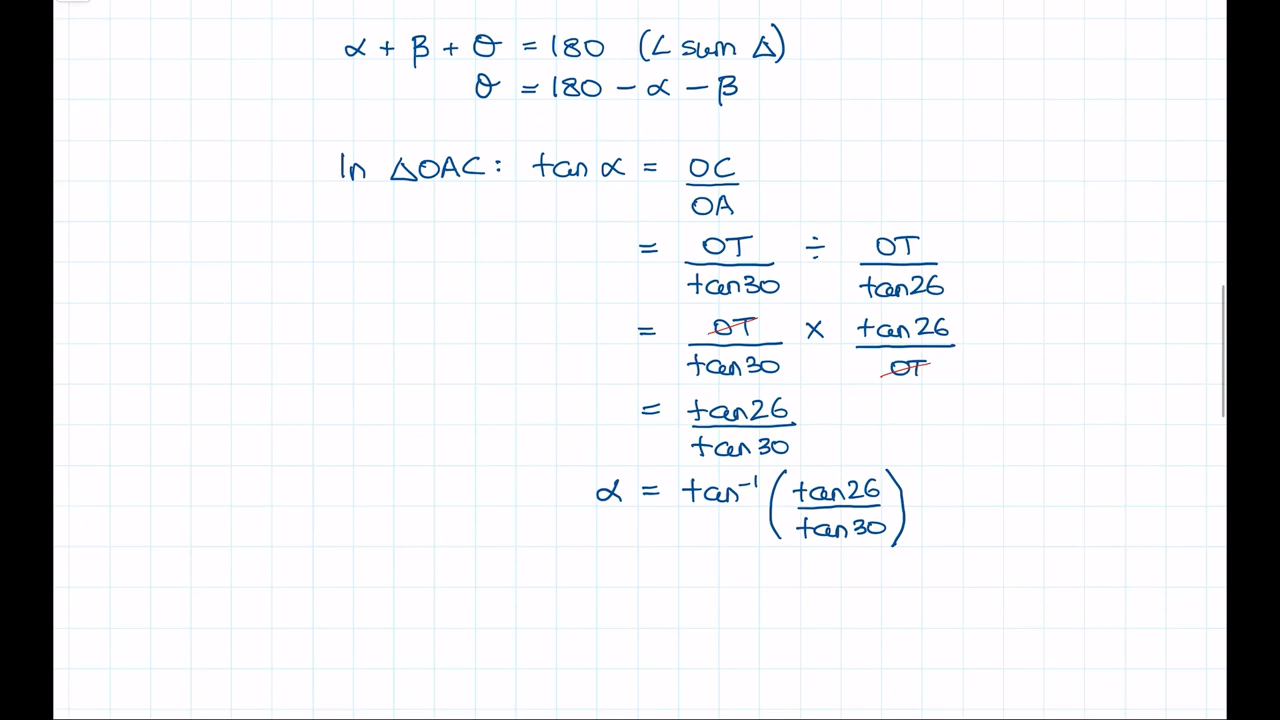 α + β + θ = 180 (∠ sum Δ)
θ = 180 - α - β
In ΔOAC: tan α = OC
OA
= OT ÷ OT
tan30 tan26
= OT × tan26
tan30 OT
= tan26
tan30
α = tan⁻¹ ( tan26
tan30 )